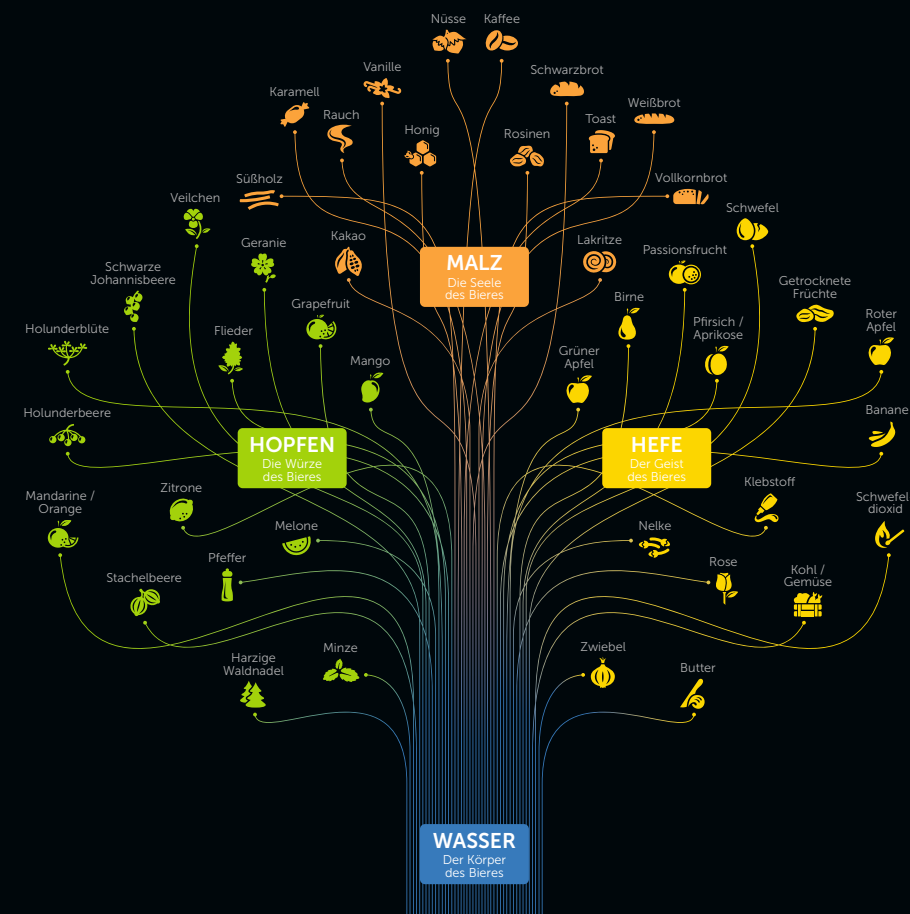 Nüsse
Kaffee
Vanille
Schwarzbrot
Karamell
Rauch
Weißbrot
Toast
Honig
Rosinen
Süßholz
Vollkornbrot
Veilchen
Schwefel
Geranie
Kakao
MALZ
Die Seele
des Bieres
Lakritze
Passionsfrucht
Schwarze
Johannisbeere
Getrocknete
Früchte
Grapefruit
Birne
Holunderblüte
Flieder
Pfirsich /
Aprikose
Roter
Apfel
Mango
Grüner
Apfel
Holunderbeere
Banane
HOPFEN
Die Würze
des Bieres
HEFE
Der Geist
des Bieres
Mandarine /
Orange
Zitrone
Klebstoff
Schwefel
dioxid
Melone
Nelke
Pfeffer
Rose
Stachelbeere
Kohl /
Gemüse
Harzige
Waldnadel
Minze
Zwiebel
Butter
WASSER
Der Körper
des Bieres